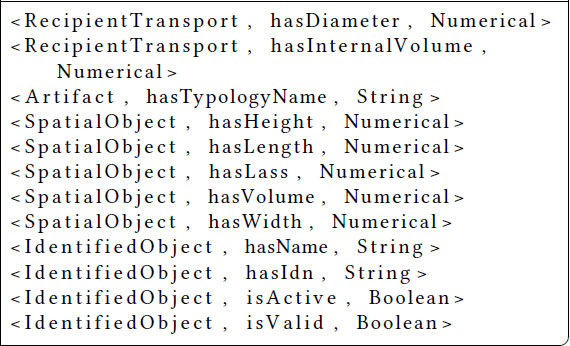 <RecipientTransport, hasDiameter, Numerical>
<RecipientTransport, hasInternalVolume,
Numerical>
<Artifact, hasTypologyName, String>
<SpatialObject, hasHeight, Numerical>
<SpatialObject, hasLength, Numerical>
<SpatialObject, hasLass, Numerical>
<SpatialObject, hasVolume, Numerical>
<SpatialObject, hasWidth, Numerical>
<IdentifiedObject, hasName, String>
<IdentifiedObject, hasIdn, String>
<IdentifiedObject, isActive, Boolean>
<IdentifiedObject, isValid, Boolean>